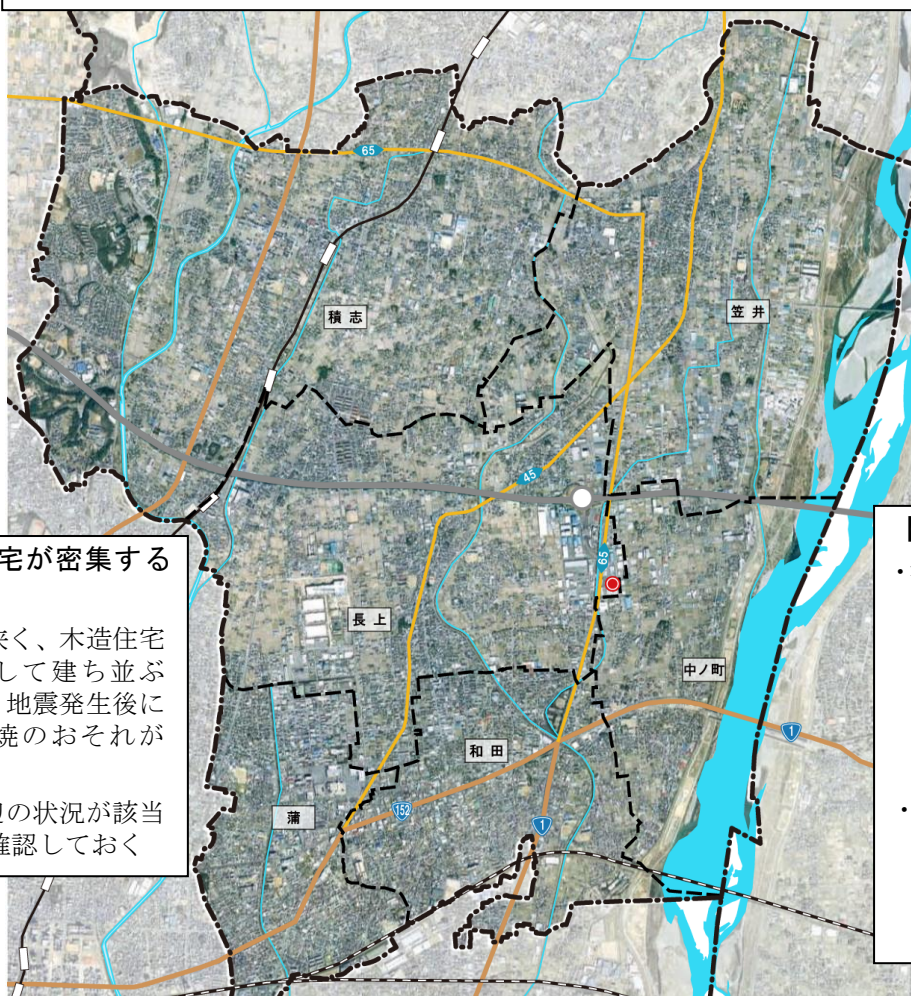 65
積志
笠井
45
65
宅が密集する
狭く、木造住宅
して建ち並ぶ
地震発生後に
焼のおそれが
辺の状況が該当
確認しておく
長上
中ノ町
1
和田
152
蒲
1